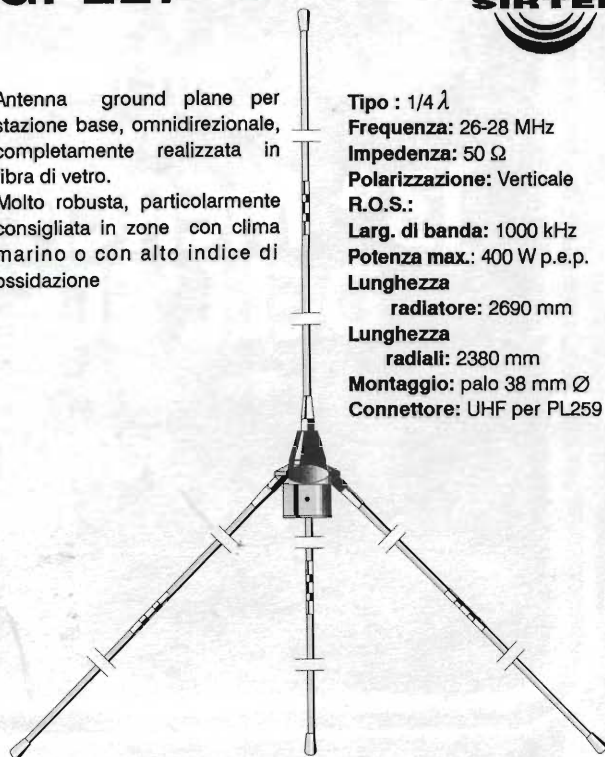 SIRTEL
Antenna ground plane per
stazione base, omnidirezionale,
completamente realizzata in
fibra di vetro.
Molto robusta, particolarmente
consigliata in zone con clima
marino o con alto indice di
ossidazione
Tipo : 1/4 λ
Frequenza: 26-28 MHz
Impedenza: 50 Ω
Polarizzazione: Verticale
R.O.S.:
Larg. di banda: 1000 kHz
Potenza max.: 400 W p.e.p.
Lunghezza
radiatore: 2690 mm
Lunghezza
radiali: 2380 mm
Montaggio: palo 38 mm Ø
Connettore: UHF per PL259